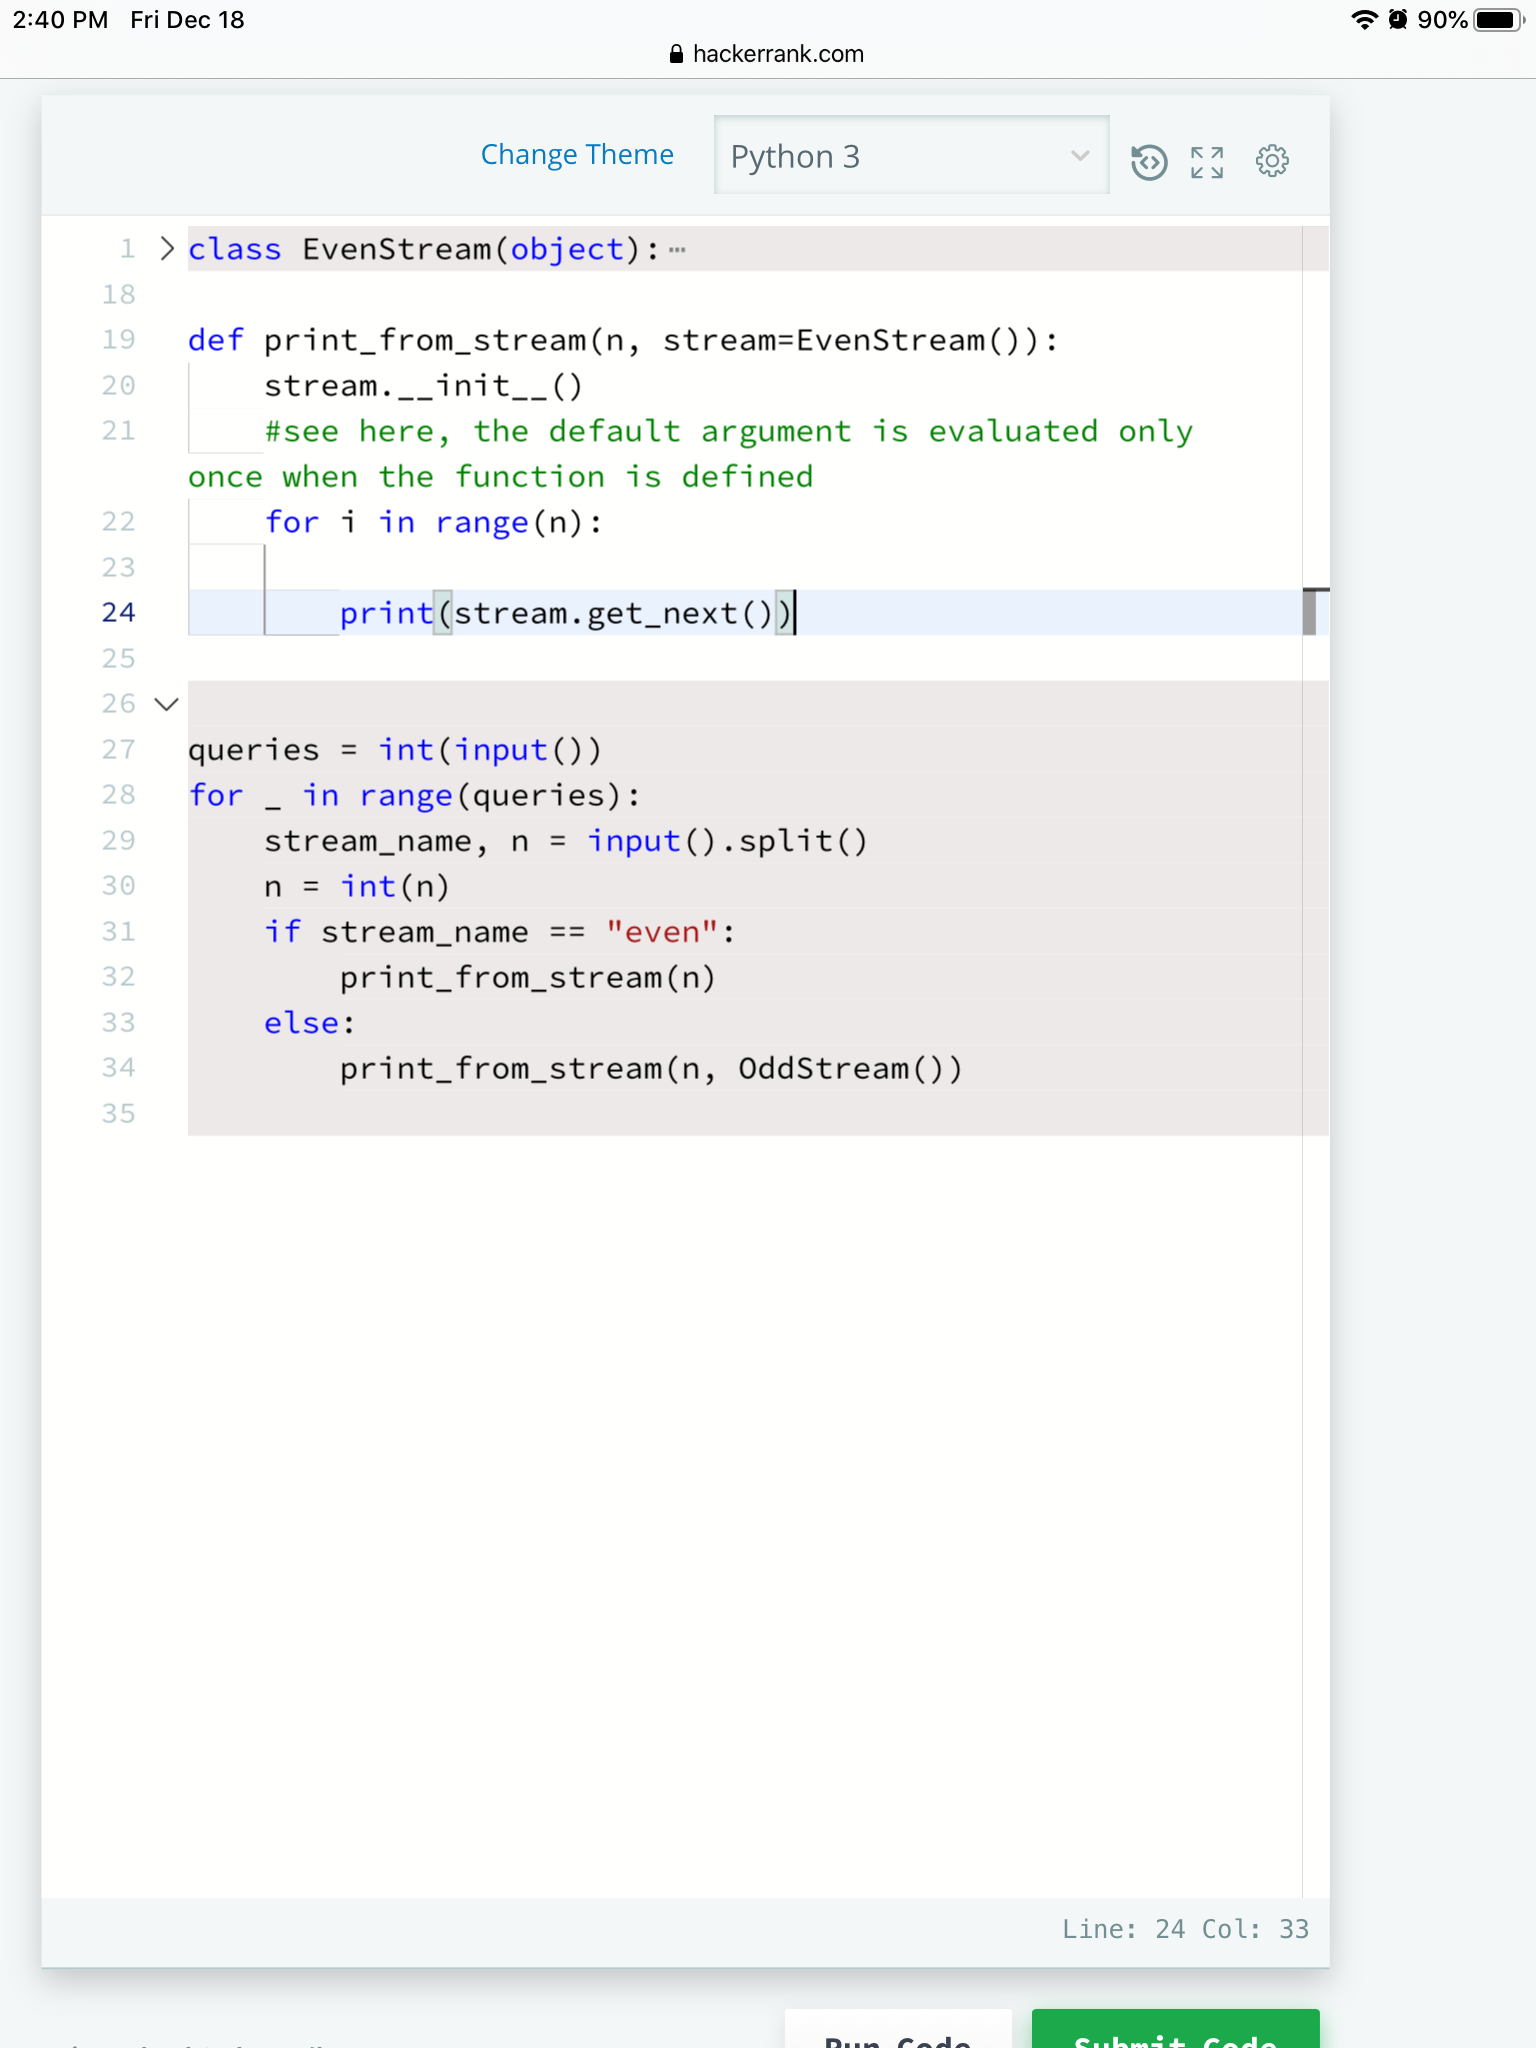 2:40 PM Fri Dec 18 90%
hackerrank.com
Change Theme Python 3
1 class EvenStream(object):
18
19 def print_from_stream(n, stream=EvenStream()):
20     stream.__init__()
21     #see here, the default argument is evaluated only
once when the function is defined
22     for i in range(n):
23
24         print(stream.get_next())
25
26
27 queries = int(input())
28 for _ in range(queries):
29     stream_name, n = input().split()
30     n = int(n)
31     if stream_name == "even":
32         print_from_stream(n)
33     else:
34         print_from_stream(n, OddStream())
35
Line: 24 Col: 33
Run Code Submit Code